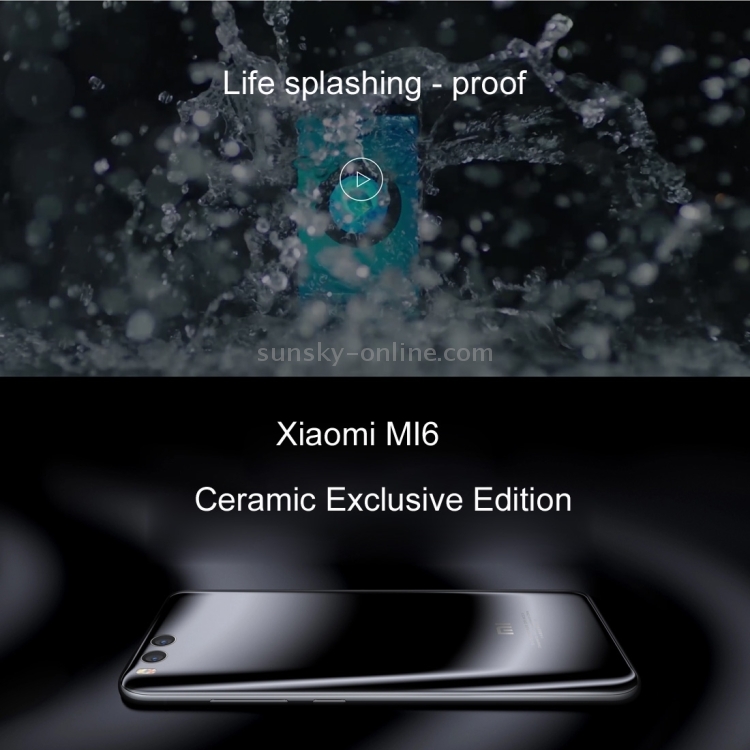 Life splashing - proof
sunsky-online.com
Xiaomi MI6
Ceramic Exclusive Edition